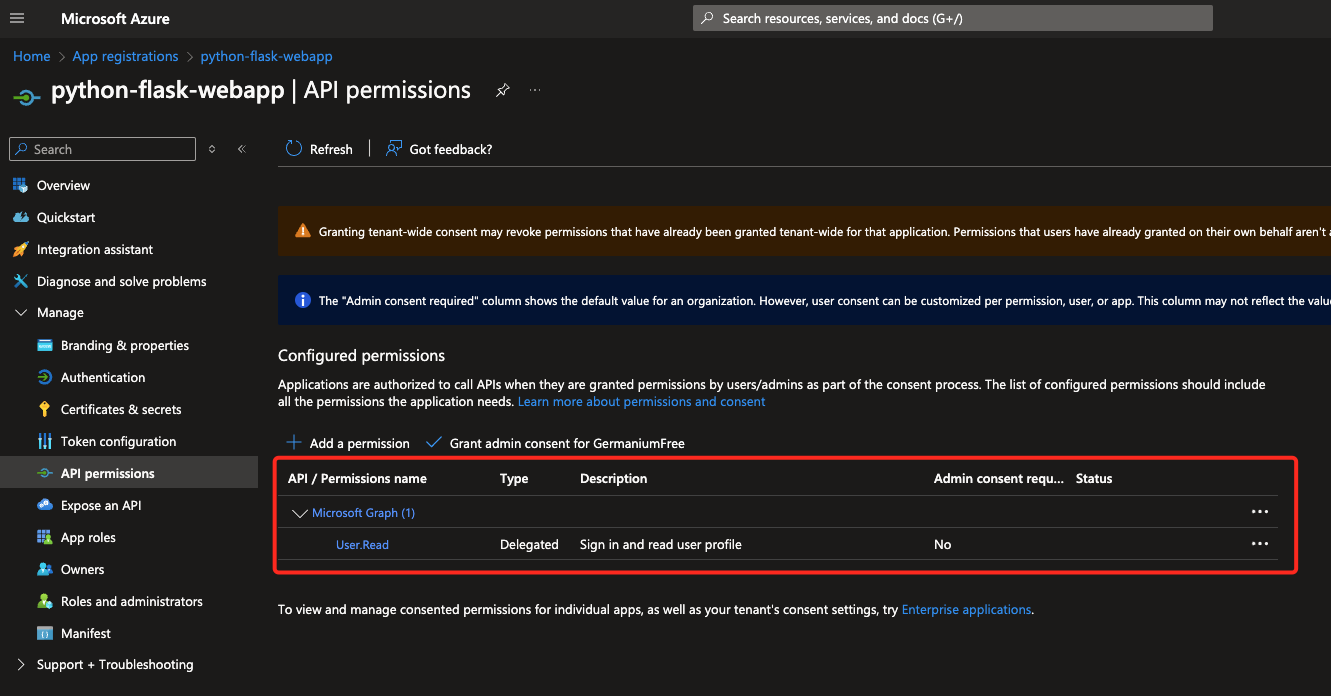 Microsoft Azure
Search resources, services, and docs (G+/)
Home > App registrations > python-flask-webapp
python-flask-webapp | API permissions
Search
Refresh
Got feedback?
Overview
Quickstart
Integration assistant
Diagnose and solve problems
Manage
Branding & properties
Authentication
Certificates & secrets
Token configuration
API permissions
Expose an API
App roles
Owners
Roles and administrators
Manifest
Support + Troubleshooting
Granting tenant-wide consent may revoke permissions that have already been granted tenant-wide for that application. Permissions that users have already granted on their own behalf aren't
The "Admin consent required" column shows the default value for an organization. However, user consent can be customized per permission, user, or app. This column may not reflect the
Configured permissions
Applications are authorized to call APIs when they are granted permissions by users/admins as part of the consent process. The list of configured permissions should include
all the permissions the application needs. Learn more about permissions and consent
Add a permission Grant admin consent for GermaniumFree
API / Permissions name Type Description Admin consent requ... Status
Microsoft Graph (1)
User.Read Delegated Sign in and read user profile No
To view and manage consented permissions for individual apps, as well as your tenant's consent settings, try Enterprise applications.